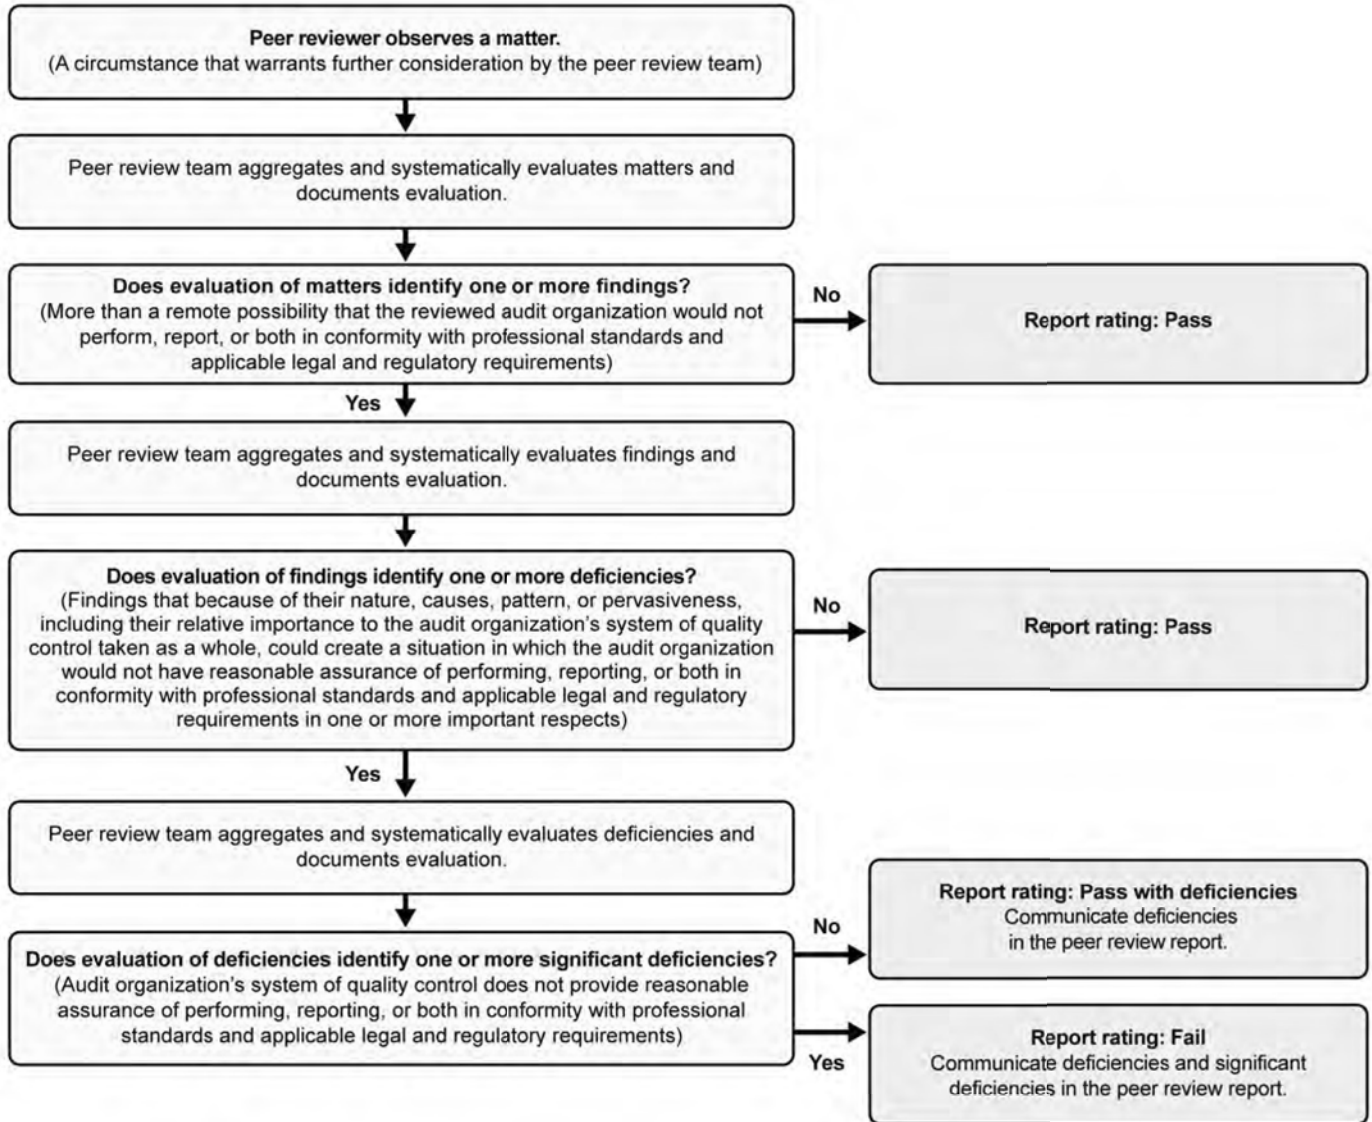 Peer reviewer observes a matter.
(A circumstance that warrants further consideration by the peer review team)
Peer review team aggregates and systematically evaluates matters and
documents evaluation.
Does evaluation of matters identify one or more findings?
(More than a remote possibility that the reviewed audit organization would not
perform, report, or both in conformity with professional standards and
applicable legal and regulatory requirements)
No
Report rating: Pass
Yes
Peer review team aggregates and systematically evaluates findings and
documents evaluation.
Does evaluation of findings identify one or more deficiencies?
(Findings that because of their nature, causes, pattern, or pervasiveness,
including their relative importance to the audit organization's system of quality
control taken as a whole, could create a situation in which the audit organization
would not have reasonable assurance of performing, reporting, or both in
conformity with professional standards and applicable legal and regulatory
requirements in one or more important respects)
No
Report rating: Pass
Yes
Peer review team aggregates and systematically evaluates deficiencies and
documents evaluation.
Does evaluation of deficiencies identify one or more significant deficiencies?
(Audit organization's system of quality control does not provide reasonable
assurance of performing, reporting, or both in conformity with professional
standards and applicable legal and regulatory requirements)
No
Report rating: Pass with deficiencies
Communicate deficiencies
in the peer review report.
Yes
Report rating: Fail
Communicate deficiencies and significant
deficiencies in the peer review report.